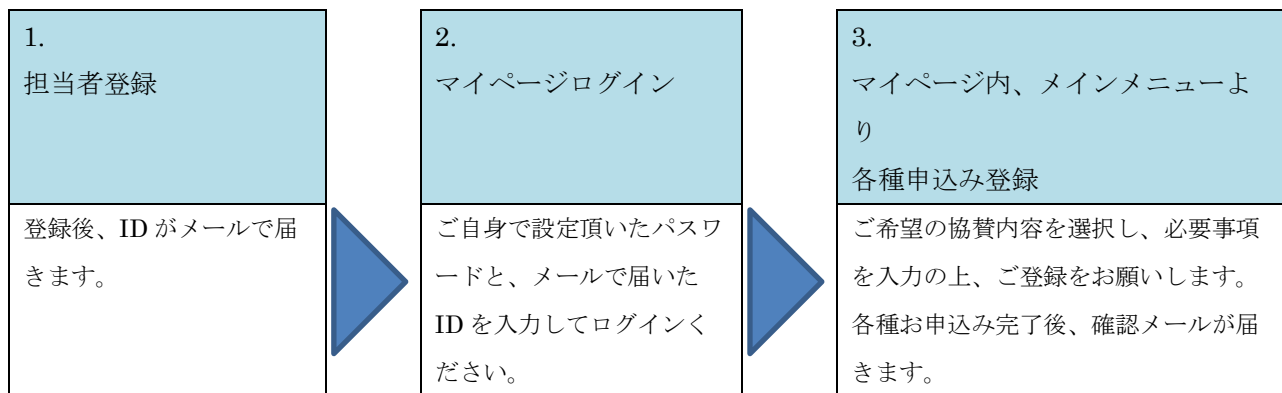 1.
担当者登録
登録後、ID がメールで届
きます。
2.
マイページログイン
ご自身で設定頂いたパスワ
ードと、メールで届いた
ID を入力してログインく
ださい。
3.
マイページ内、メインメニューよ
り
各種申込み登録
ご希望の協賛内容を選択し、必要事項
を入力の上、ご登録をお願いします。
各種お申込み完了後、確認メールが届
きます。